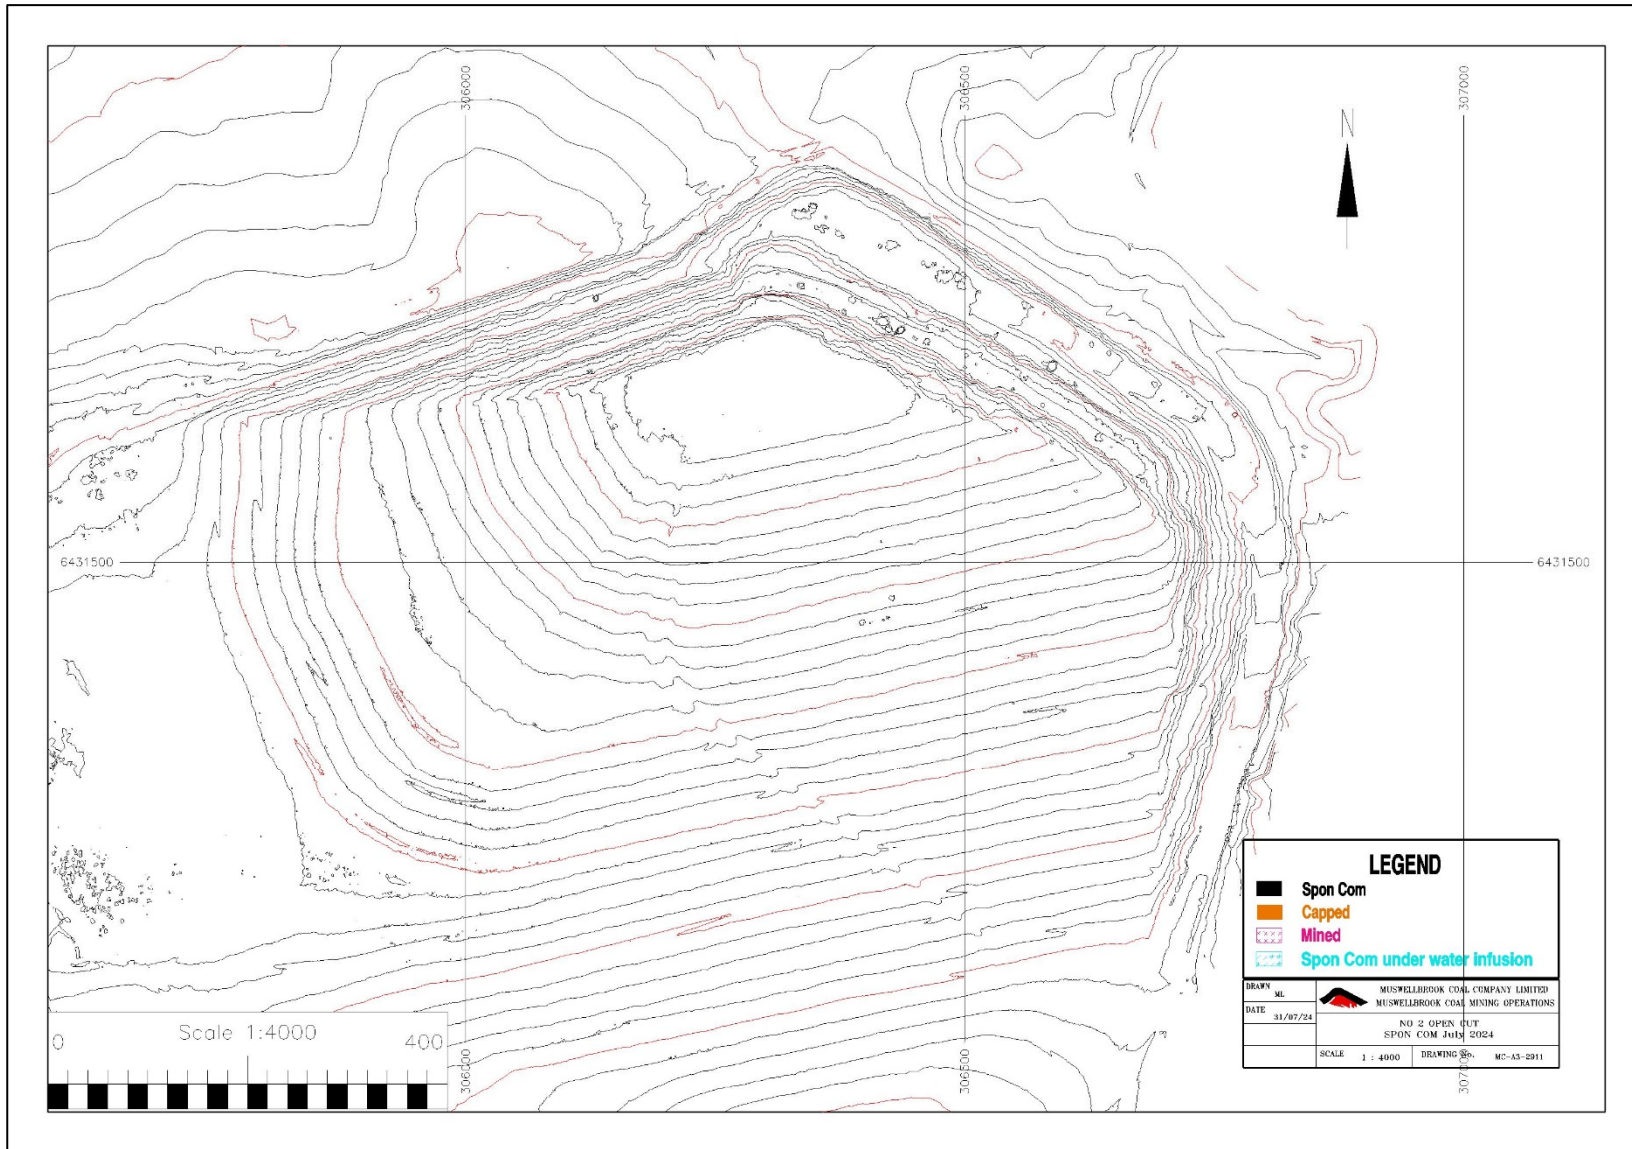 306000
306500
307000
N
6431500
6431500
LEGEND
Spon Com
Capped
Mined
Spon Com under water infusion
DRAWN
ML
DATE
31/07/24
MUSWELLBROOK COAL COMPANY LIMITED
MUSWELLBROOK COAL MINING OPERATIONS
NO 2 OPEN CUT
SPON COM July 2024
SCALE
1 : 4000
DRAWING No.
MC-A3-2911
Scale 1:4000
0
400
306000
306500
307000